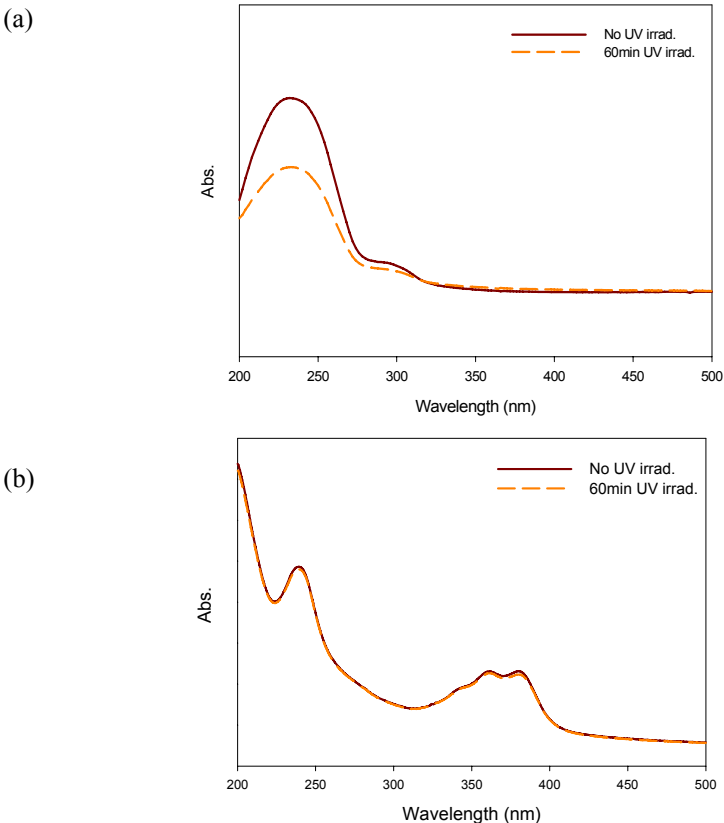 (a)
No UV irrad.
60min UV irrad.
Abs.
200 250 300 350 400 450 500
Wavelength (nm)
(b)
No UV irrad.
60min UV irrad.
Abs.
200 250 300 350 400 450 500
Wavelength (nm)